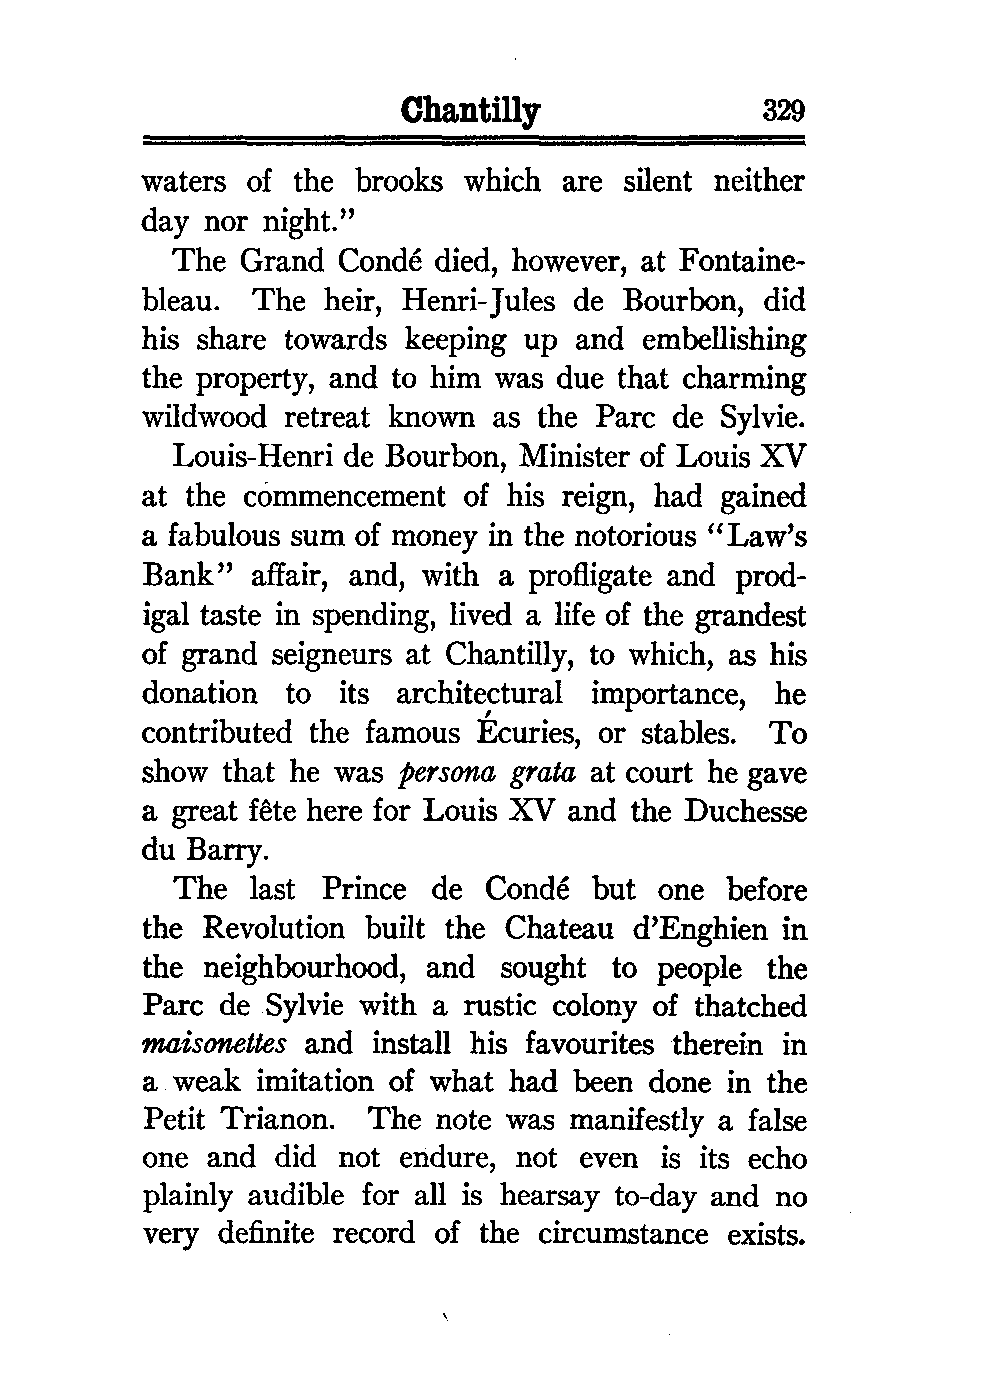 Chantilly 329
waters of the brooks which are silent neither
day nor night."
The Grand Condé died, however, at Fontaine-
bleau. The heir, Henri-Jules de Bourbon, did
his share towards keeping up and embellishing
the property, and to him was due that charming
wildwood retreat known as the Parc de Sylvie.
Louis-Henri de Bourbon, Minister of Louis XV
at the commencement of his reign, had gained
a fabulous sum of money in the notorious "Law's
Bank" affair, and, with a profligate and prod-
igal taste in spending, lived a life of the grandest
of grand seigneurs at Chantilly, to which, as his
donation to its architectural importance, he
contributed the famous Écuries, or stables. To
show that he was persona grata at court he gave
a great fête here for Louis XV and the Duchesse
du Barry.
The last Prince de Condé but one before
the Revolution built the Chateau d'Enghien in
the neighbourhood, and sought to people the
Parc de Sylvie with a rustic colony of thatched
maisonettes and install his favourites therein in
a weak imitation of what had been done in the
Petit Trianon. The note was manifestly a false
one and did not endure, not even is its echo
plainly audible for all is hearsay to-day and no
very definite record of the circumstance exists.